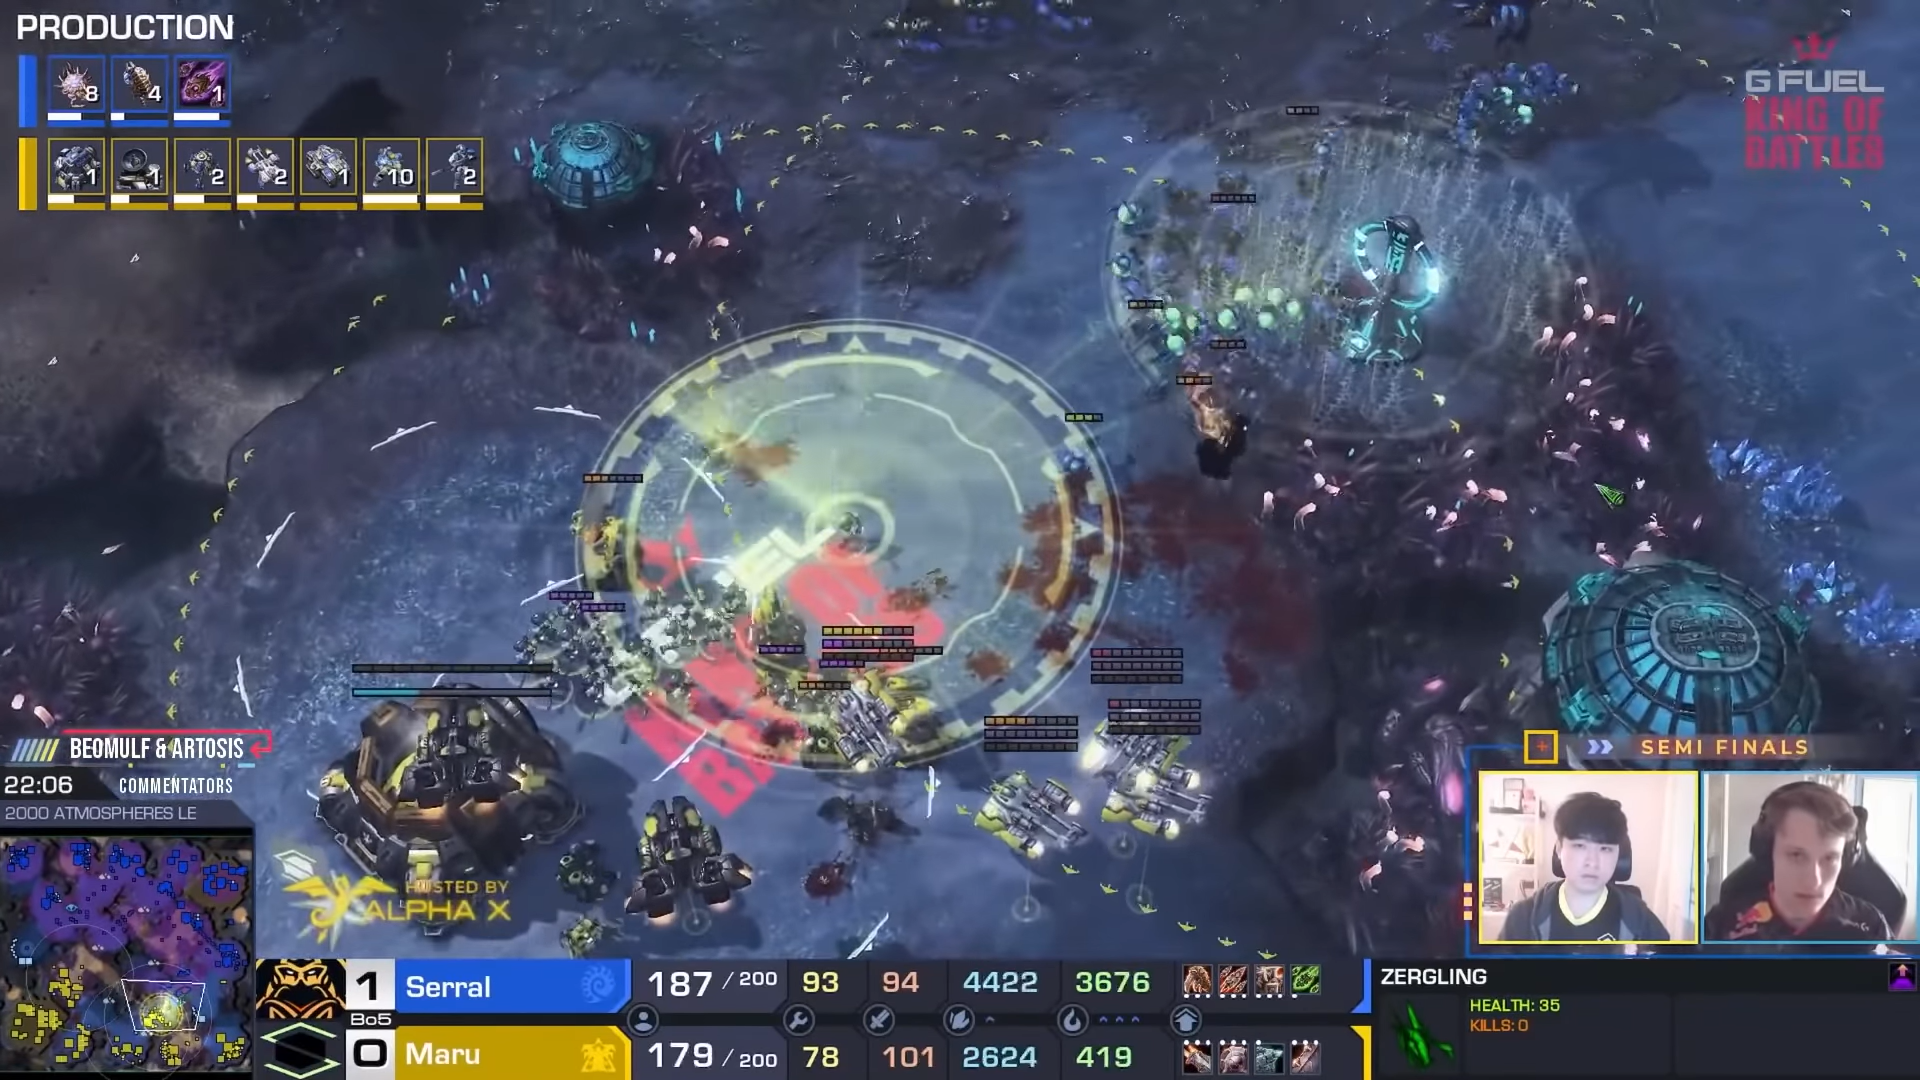 PRODUCTION
8 4 1
1 1 2 2 1 10 2
G FUEL
KING OF
BATTLES
BEOMULF & ARTOSIS
COMMENTATORS
22:06
2000 ATMOSPHERES LE
HOSTED BY
ALPHA X
SEMI FINALS
1 Serral 187 / 200 93 94 4422 3676
Bo5
0 Maru 179 / 200 78 101 2624 419
ZERGLING
HEALTH: 35
KILLS: 0